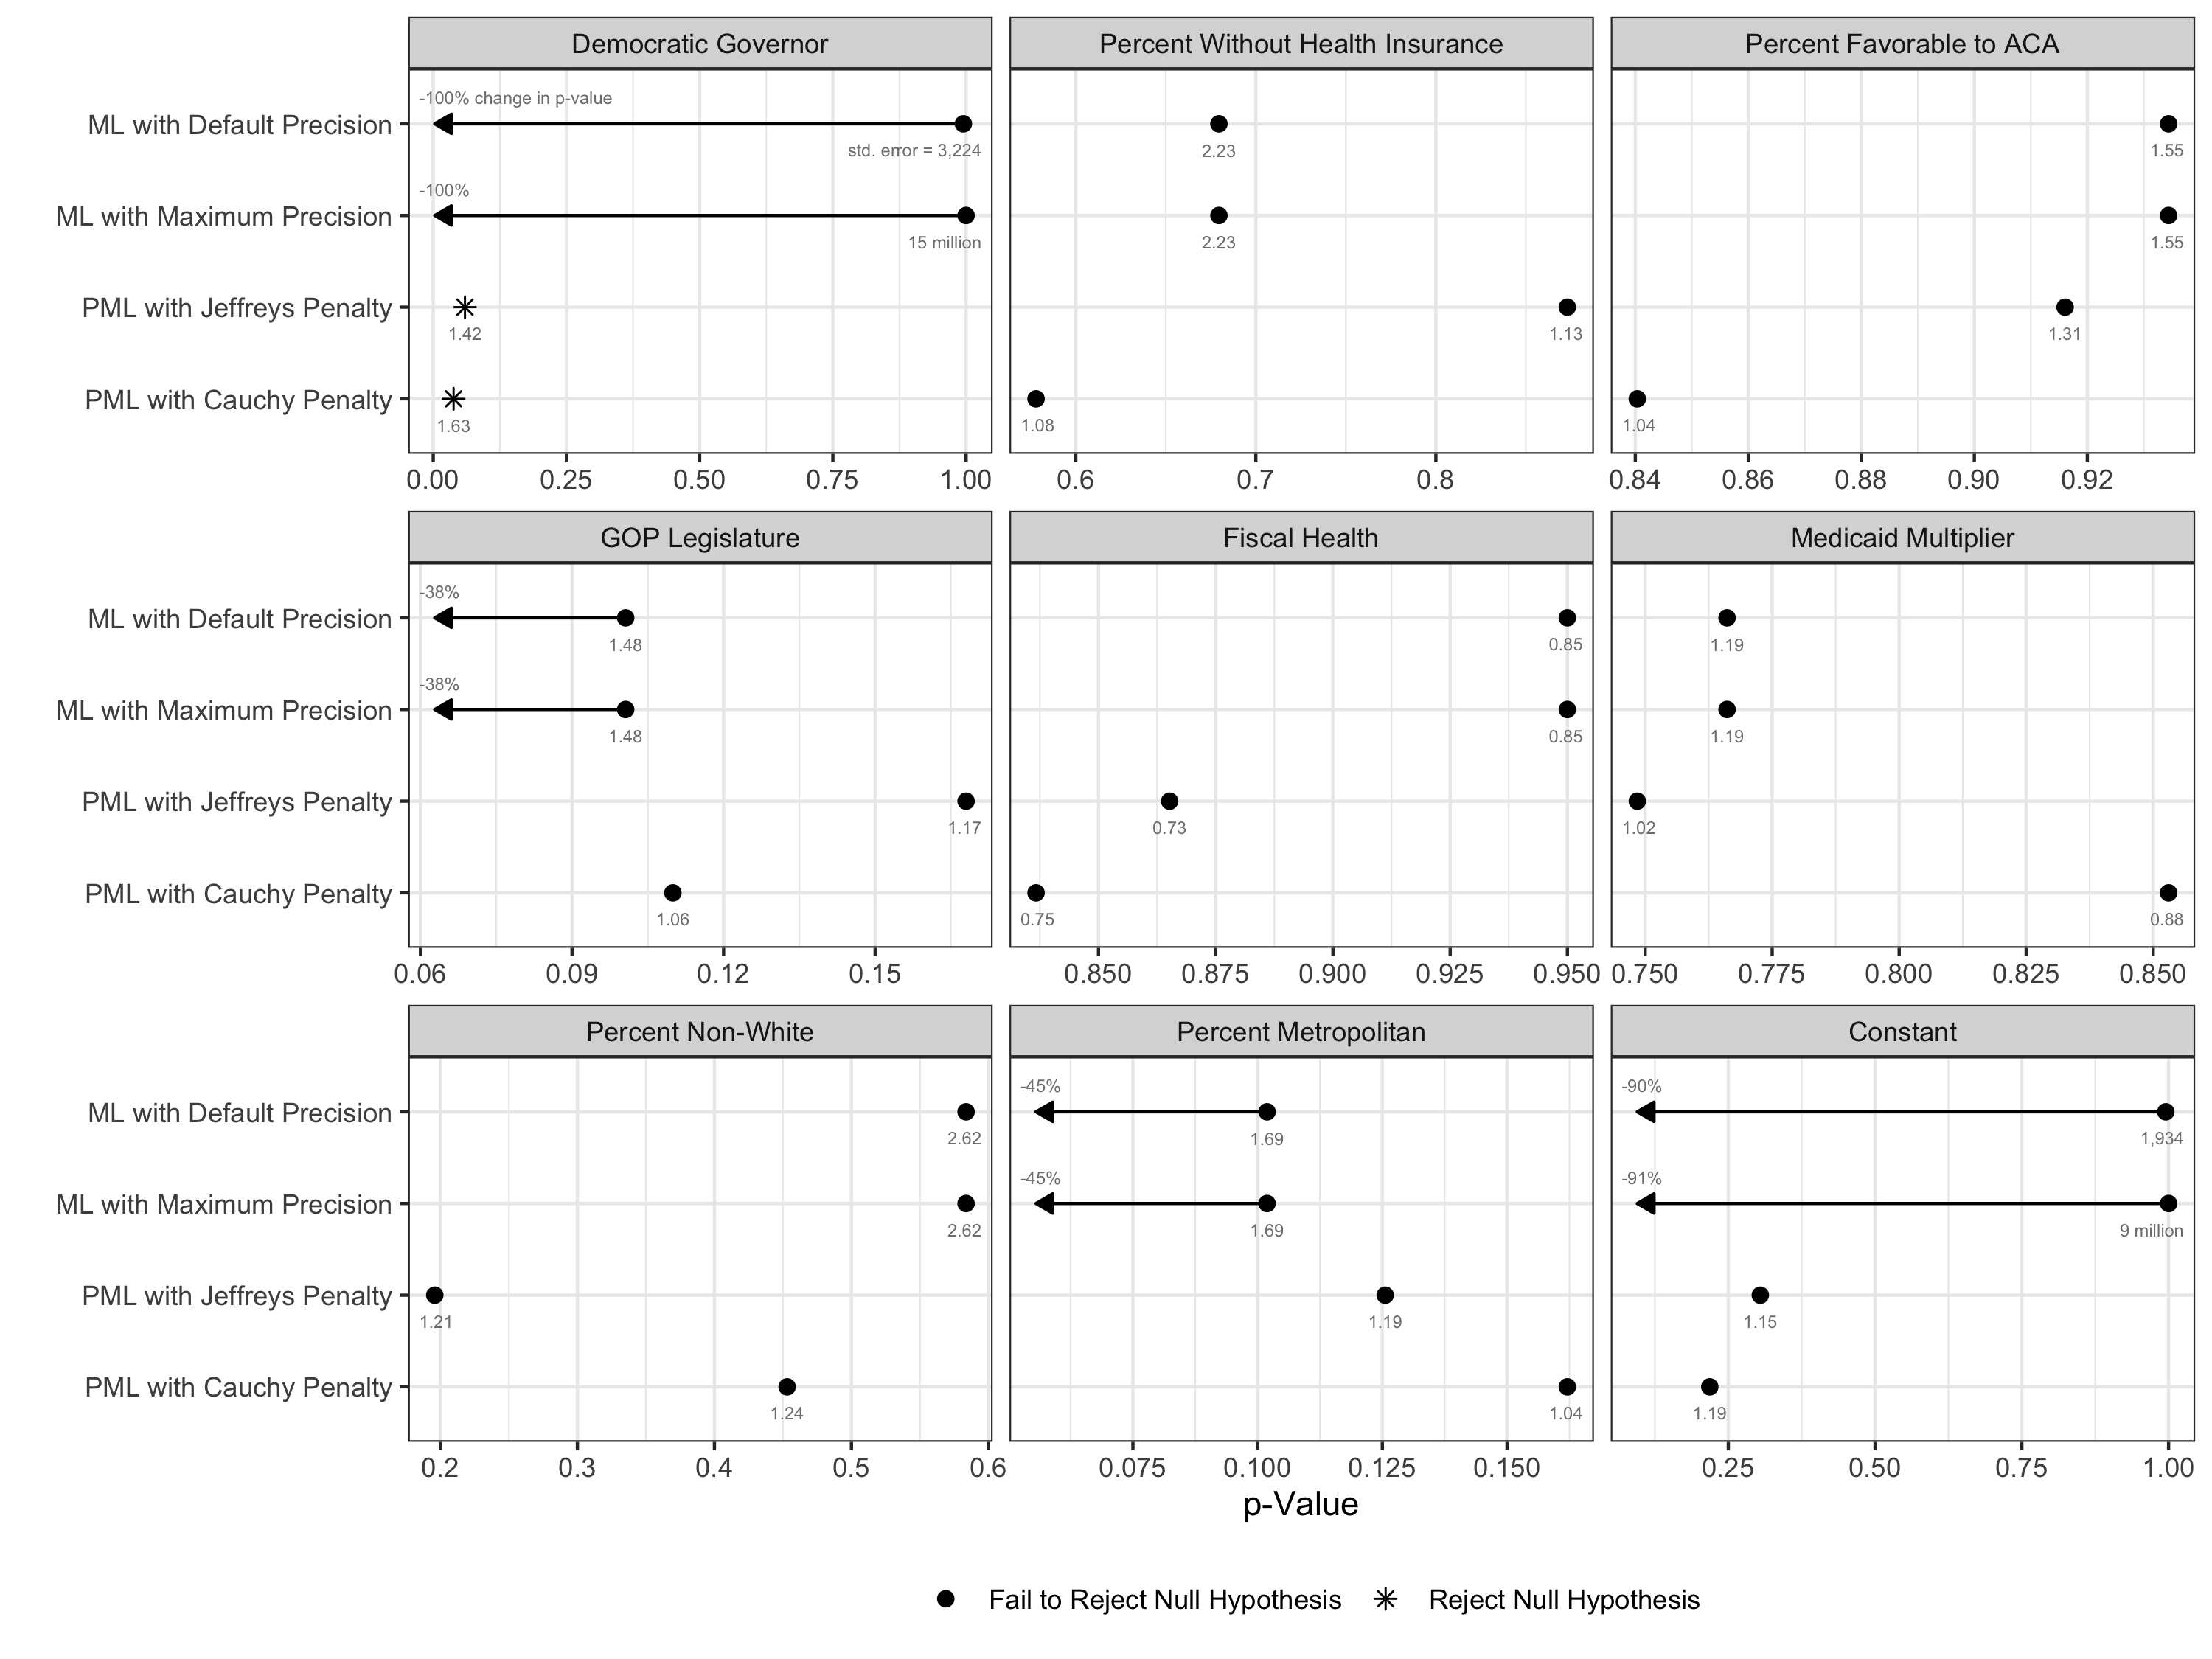 Democratic Governor
Percent Without Health Insurance
Percent Favorable to ACA
-100% change in p-value
ML with Default Precision
std. error = 3,224
2.23
1.55
-100%
ML with Maximum Precision
15 million
2.23
1.55
PML with Jeffreys Penalty
1.42
1.13
1.31
PML with Cauchy Penalty
1.63
1.08
1.04
0.00 0.25 0.50 0.75 1.00
0.6 0.7 0.8
0.84 0.86 0.88 0.90 0.92
GOP Legislature
Fiscal Health
Medicaid Multiplier
-38%
ML with Default Precision
1.48
0.85
1.19
-38%
ML with Maximum Precision
1.48
0.85
1.19
PML with Jeffreys Penalty
1.17
0.73
1.02
PML with Cauchy Penalty
1.06
0.75
0.88
0.06 0.09 0.12 0.15
0.850 0.875 0.900 0.925 0.950
0.750 0.775 0.800 0.825 0.850
Percent Non-White
Percent Metropolitan
Constant
-45%
-90%
ML with Default Precision
2.62
1.69
1,934
-45%
-91%
ML with Maximum Precision
2.62
1.69
9 million
PML with Jeffreys Penalty
1.21
1.19
1.15
PML with Cauchy Penalty
1.24
1.04
1.19
0.2 0.3 0.4 0.5 0.6
0.075 0.100 0.125 0.150
0.25 0.50 0.75 1.00
p-Value
Fail to Reject Null Hypothesis
Reject Null Hypothesis